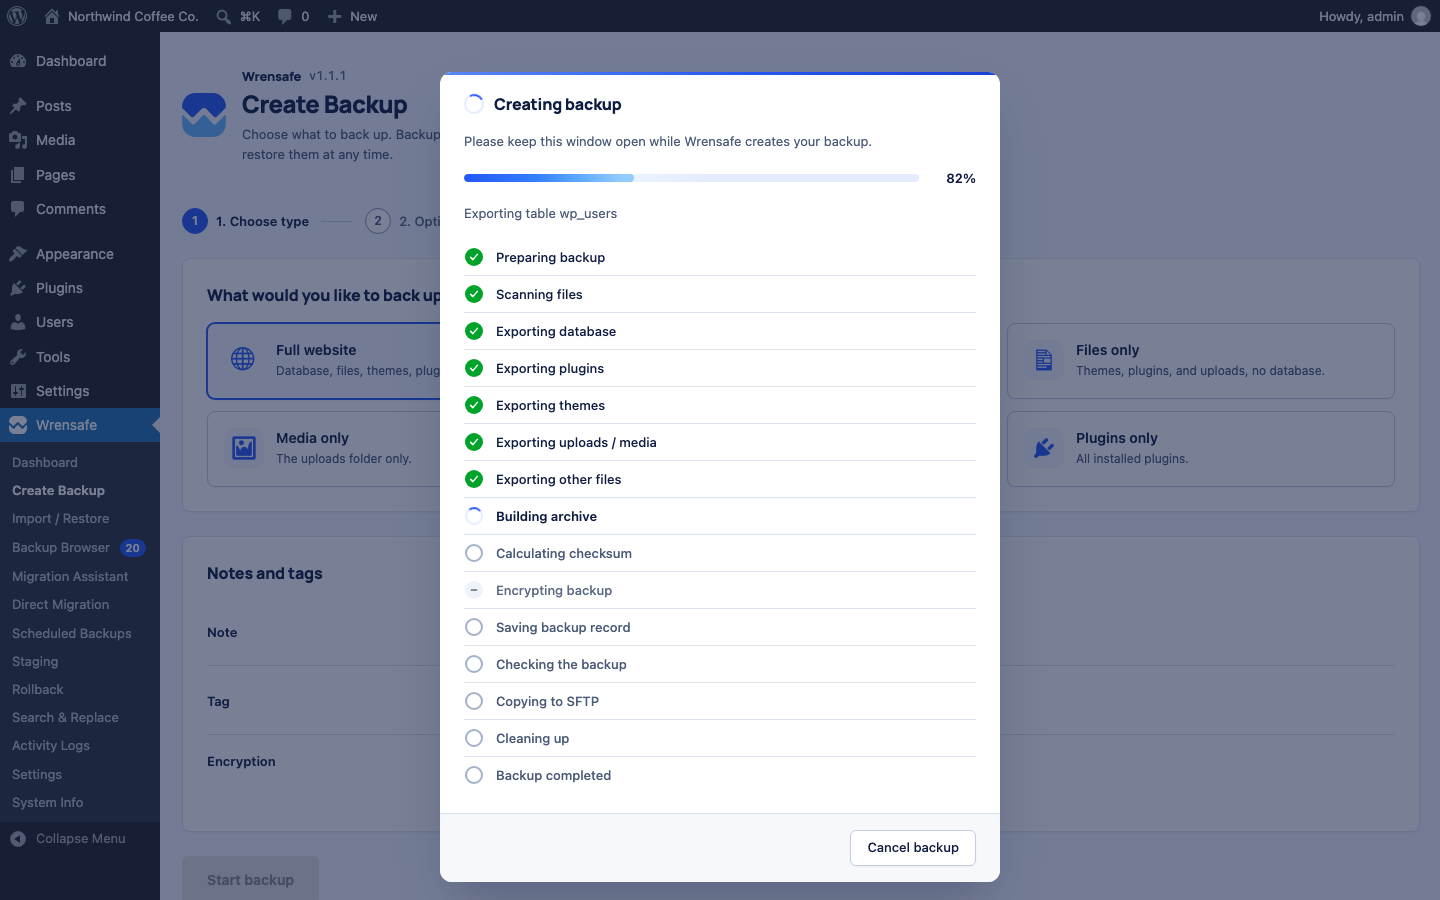 Northwind Coffee Co.
⌘K
0
New
Howdy, admin
Dashboard
Posts
Media
Pages
Comments
Appearance
Plugins
Users
Tools
Settings
Wrensafe
Dashboard
Create Backup
Import / Restore
Backup Browser 20
Migration Assistant
Direct Migration
Scheduled Backups
Staging
Rollback
Search & Replace
Activity Logs
Settings
System Info
Collapse Menu
Wrensafe v1.1.1
Create Backup
Choose what to back up. Backup
restore them at any time.
1 1. Choose type
2 2. Opti
What would you like to back up
Full website
Database, files, themes, plug
Files only
Themes, plugins, and uploads, no database.
Media only
The uploads folder only.
Plugins only
All installed plugins.
Notes and tags
Note
Tag
Encryption
Start backup
Creating backup
Please keep this window open while Wrensafe creates your backup.
82%
Exporting table wp_users
Preparing backup
Scanning files
Exporting database
Exporting plugins
Exporting themes
Exporting uploads / media
Exporting other files
Building archive
Calculating checksum
Encrypting backup
Saving backup record
Checking the backup
Copying to SFTP
Cleaning up
Backup completed
Cancel backup